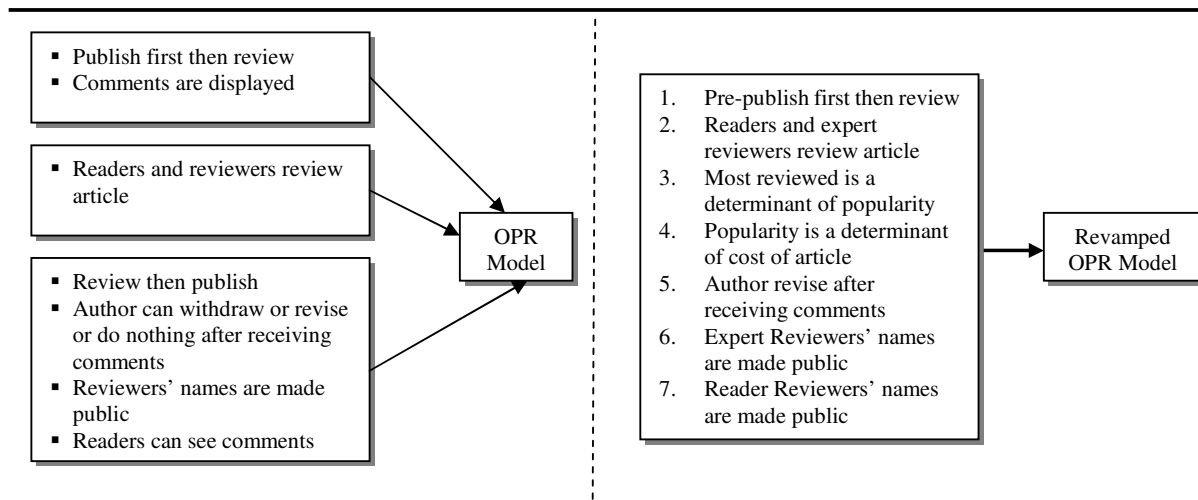 ▪ Publish first then review
▪ Comments are displayed
▪ Readers and reviewers review
article
▪ Review then publish
▪ Author can withdraw or revise
or do nothing after receiving
comments
▪ Reviewers’ names are made
public
▪ Readers can see comments
OPR
Model
1. Pre-publish first then review
2. Readers and expert
reviewers review article
3. Most reviewed is a
determinant of popularity
4. Popularity is a determinant
of cost of article
5. Author revise after
receiving comments
6. Expert Reviewers’ names
are made public
7. Reader Reviewers’ names
are made public
Revamped
OPR Model